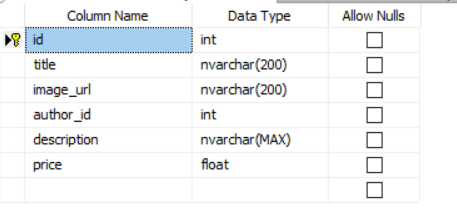 Column Name Data Type Allow Nulls
id int
title nvarchar(200)
image_url nvarchar(200)
author_id int
description nvarchar(MAX)
price float